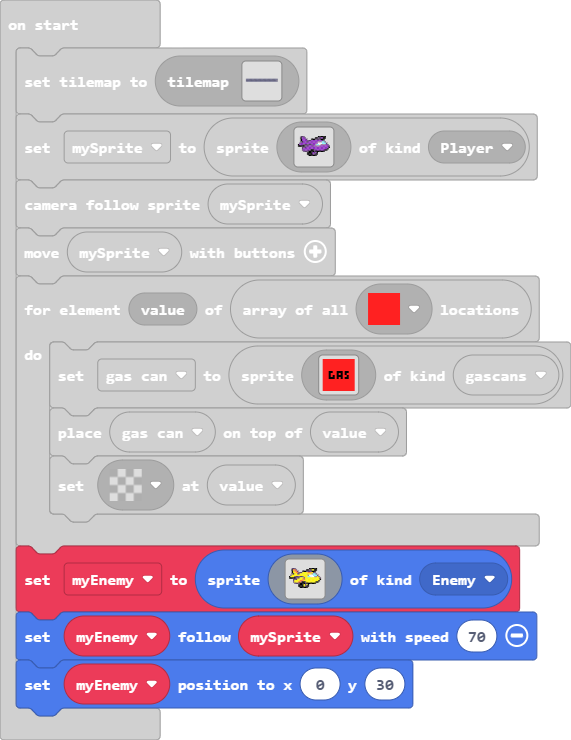 on start
set tilemap to tilemap
set mySprite to sprite of kind Player
camera follow sprite mySprite
move mySprite with buttons
for element value of array of all locations
do
set gas can to sprite GAS of kind gascans
place gas can on top of value
set at value
set myEnemy to sprite of kind Enemy
set myEnemy follow mySprite with speed 70
set myEnemy position to x 0 y 30